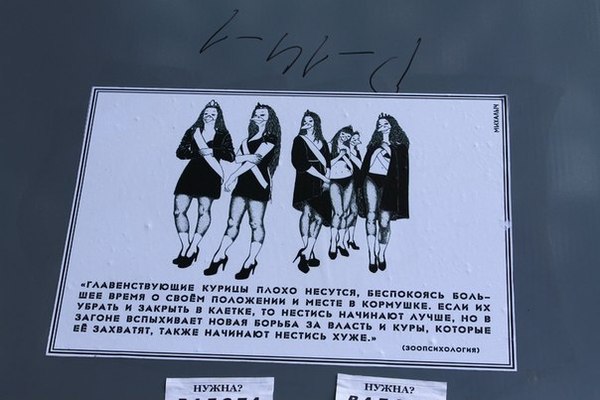 МЫХАЛЫЧ
«ГЛАВЕНСТВУЮЩИЕ КУРИЦЫ ПЛОХО НЕСУТСЯ, БЕСПОКОЯСЬ БОЛЬ-
ШЕЕ ВРЕМЯ О СВОЁМ ПОЛОЖЕНИИ И МЕСТЕ В КОРМУШКЕ. ЕСЛИ ИХ
УБРАТЬ И ЗАКРЫТЬ В КЛЕТКЕ, ТО НЕСТИСЬ НАЧИНАЮТ ЛУЧШЕ, НО В
ЗАГОНЕ ВСПЫХИВАЕТ НОВАЯ БОРЬБА ЗА ВЛАСТЬ И КУРЫ, КОТОРЫЕ
ЕЁ ЗАХВАТЯТ, ТАКЖЕ НАЧИНАЮТ НЕСТИСЬ ХУЖЕ.»
(ЗООПСИХОЛОГИЯ)
НУЖНА? НУЖНА?